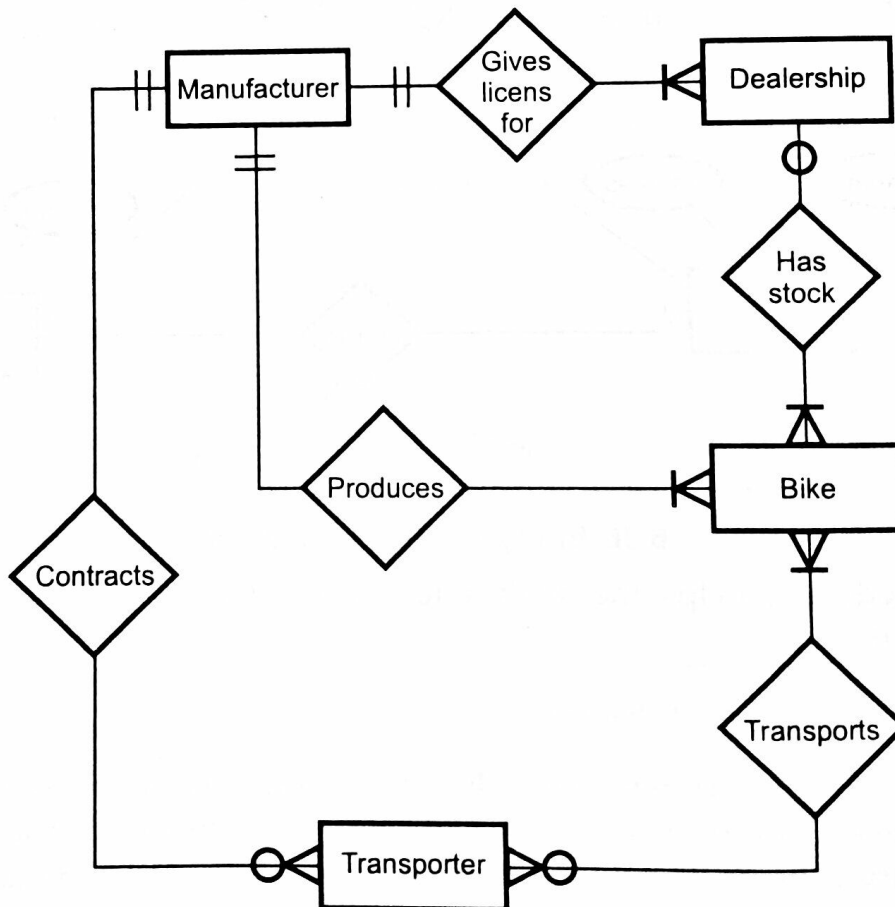 Manufacturer
Gives
licens
for
Dealership
Has
stock
Produces
Bike
Contracts
Transports
Transporter